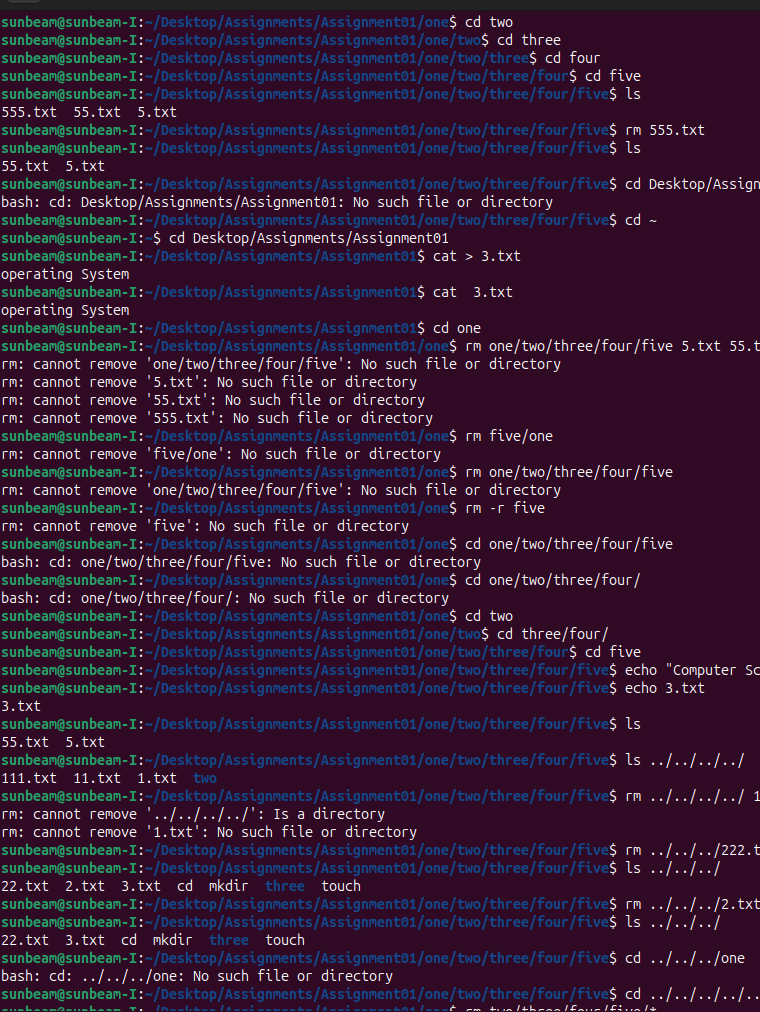 sunbeam@sunbeam-I:~/Desktop/Assignments/Assignment01/one$ cd two
sunbeam@sunbeam-I:~/Desktop/Assignments/Assignment01/one/two$ cd three
sunbeam@sunbeam-I:~/Desktop/Assignments/Assignment01/one/two/three$ cd four
sunbeam@sunbeam-I:~/Desktop/Assignments/Assignment01/one/two/three/four$ cd five
sunbeam@sunbeam-I:~/Desktop/Assignments/Assignment01/one/two/three/four/five$ ls
555.txt  55.txt  5.txt
sunbeam@sunbeam-I:~/Desktop/Assignments/Assignment01/one/two/three/four/five$ rm 555.txt
sunbeam@sunbeam-I:~/Desktop/Assignments/Assignment01/one/two/three/four/five$ ls
55.txt  5.txt
sunbeam@sunbeam-I:~/Desktop/Assignments/Assignment01/one/two/three/four/five$ cd Desktop/Assign
bash: cd: Desktop/Assignments/Assignment01: No such file or directory
sunbeam@sunbeam-I:~/Desktop/Assignments/Assignment01/one/two/three/four/five$ cd ~
sunbeam@sunbeam-I:~$ cd Desktop/Assignments/Assignment01
sunbeam@sunbeam-I:~/Desktop/Assignments/Assignment01$ cat > 3.txt
operating System
sunbeam@sunbeam-I:~/Desktop/Assignments/Assignment01$ cat  3.txt
operating System
sunbeam@sunbeam-I:~/Desktop/Assignments/Assignment01$ cd one
sunbeam@sunbeam-I:~/Desktop/Assignments/Assignment01/one$ rm one/two/three/four/five 5.txt 55.t
rm: cannot remove 'one/two/three/four/five': No such file or directory
rm: cannot remove '5.txt': No such file or directory
rm: cannot remove '55.txt': No such file or directory
rm: cannot remove '555.txt': No such file or directory
sunbeam@sunbeam-I:~/Desktop/Assignments/Assignment01/one$ rm five/one
rm: cannot remove 'five/one': No such file or directory
sunbeam@sunbeam-I:~/Desktop/Assignments/Assignment01/one$ rm one/two/three/four/five
rm: cannot remove 'one/two/three/four/five': No such file or directory
sunbeam@sunbeam-I:~/Desktop/Assignments/Assignment01/one$ rm -r five
rm: cannot remove 'five': No such file or directory
sunbeam@sunbeam-I:~/Desktop/Assignments/Assignment01/one$ cd one/two/three/four/five
bash: cd: one/two/three/four/five: No such file or directory
sunbeam@sunbeam-I:~/Desktop/Assignments/Assignment01/one$ cd one/two/three/four/
bash: cd: one/two/three/four/: No such file or directory
sunbeam@sunbeam-I:~/Desktop/Assignments/Assignment01/one$ cd two
sunbeam@sunbeam-I:~/Desktop/Assignments/Assignment01/one/two$ cd three/four/
sunbeam@sunbeam-I:~/Desktop/Assignments/Assignment01/one/two/three/four$ cd five
sunbeam@sunbeam-I:~/Desktop/Assignments/Assignment01/one/two/three/four/five$ echo "Computer Sc
sunbeam@sunbeam-I:~/Desktop/Assignments/Assignment01/one/two/three/four/five$ echo 3.txt
3.txt
sunbeam@sunbeam-I:~/Desktop/Assignments/Assignment01/one/two/three/four/five$ ls
55.txt  5.txt
sunbeam@sunbeam-I:~/Desktop/Assignments/Assignment01/one/two/three/four/five$ ls ../../../../
111.txt  11.txt  1.txt  two
sunbeam@sunbeam-I:~/Desktop/Assignments/Assignment01/one/two/three/four/five$ rm ../../../../ 1
rm: cannot remove '../../../../': Is a directory
rm: cannot remove '1.txt': No such file or directory
sunbeam@sunbeam-I:~/Desktop/Assignments/Assignment01/one/two/three/four/five$ rm ../../../222.t
sunbeam@sunbeam-I:~/Desktop/Assignments/Assignment01/one/two/three/four/five$ ls ../../../
22.txt  2.txt  3.txt  cd  mkdir  three  touch
sunbeam@sunbeam-I:~/Desktop/Assignments/Assignment01/one/two/three/four/five$ rm ../../../2.txt
sunbeam@sunbeam-I:~/Desktop/Assignments/Assignment01/one/two/three/four/five$ ls ../../../
22.txt  3.txt  cd  mkdir  three  touch
sunbeam@sunbeam-I:~/Desktop/Assignments/Assignment01/one/two/three/four/five$ cd ../../../one
bash: cd: ../../../one: No such file or directory
sunbeam@sunbeam-I:~/Desktop/Assignments/Assignment01/one/two/three/four/five$ cd ../../../../..
sunbeam@sunbeam-I:~/Desktop/Assignments/Assignment01/one$ rm two/three/four/five/*